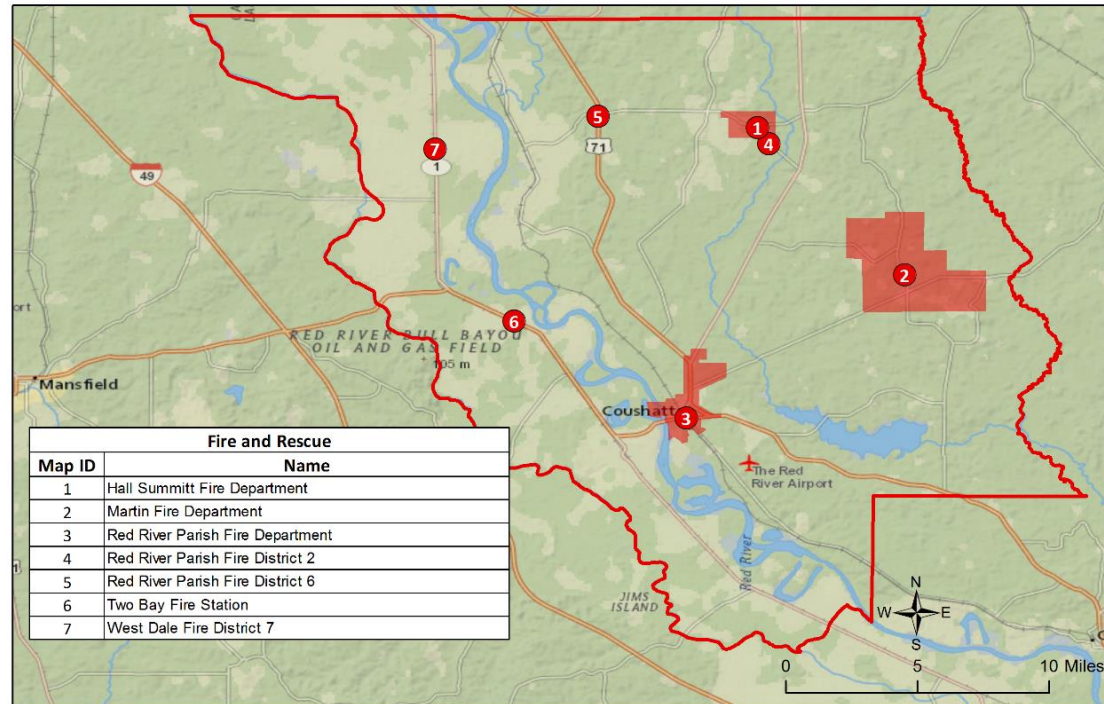 49
71
1
5
1
4
7
2
6
RED RIVER BULL BAYOU
OIL AND GAS FIELD
105 m
Mansfield
Coushatt
3
The Red
River Airport
Red River
JIMS
ISLAND
Fire and Rescue
Map ID Name
1 Hall Summitt Fire Department
2 Martin Fire Department
3 Red River Parish Fire Department
4 Red River Parish Fire District 2
5 Red River Parish Fire District 6
6 Two Bay Fire Station
7 West Dale Fire District 7
N
W E
S
0 5 10 Miles